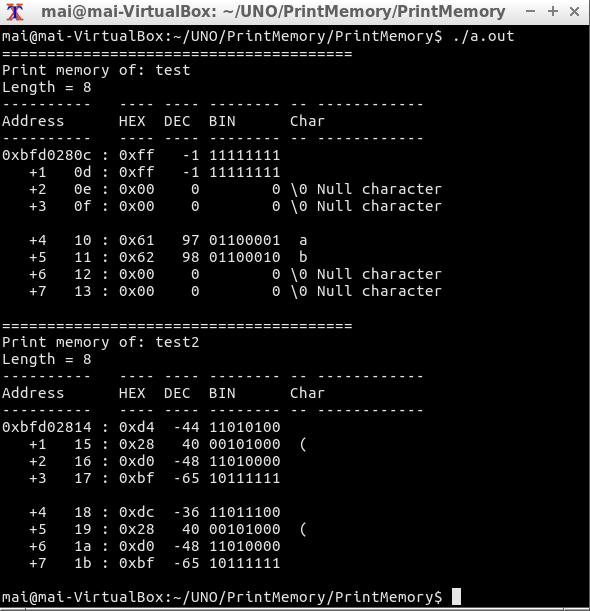 mai@mai-VirtualBox: ~/UNO/PrintMemory/PrintMemory
mai@mai-VirtualBox:~/UNO/PrintMemory/PrintMemory$ ./a.out
=======================================
Print memory of: test
Length = 8
----------   ---- ---- -------- -- ------------
Address      HEX  DEC  BIN      Char
----------   ---- ---- -------- -- ------------
0xbfd0280c : 0xff   -1 11111111
   +1   0d : 0xff   -1 11111111
   +2   0e : 0x00    0        0 \0 Null character
   +3   0f : 0x00    0        0 \0 Null character

   +4   10 : 0x61   97 01100001  a
   +5   11 : 0x62   98 01100010  b
   +6   12 : 0x00    0        0 \0 Null character
   +7   13 : 0x00    0        0 \0 Null character

=======================================
Print memory of: test2
Length = 8
----------   ---- ---- -------- -- ------------
Address      HEX  DEC  BIN      Char
----------   ---- ---- -------- -- ------------
0xbfd02814 : 0xd4  -44 11010100
   +1   15 : 0x28   40 00101000  (
   +2   16 : 0xd0  -48 11010000
   +3   17 : 0xbf  -65 10111111

   +4   18 : 0xdc  -36 11011100
   +5   19 : 0x28   40 00101000  (
   +6   1a : 0xd0  -48 11010000
   +7   1b : 0xbf  -65 10111111

mai@mai-VirtualBox:~/UNO/PrintMemory/PrintMemory$